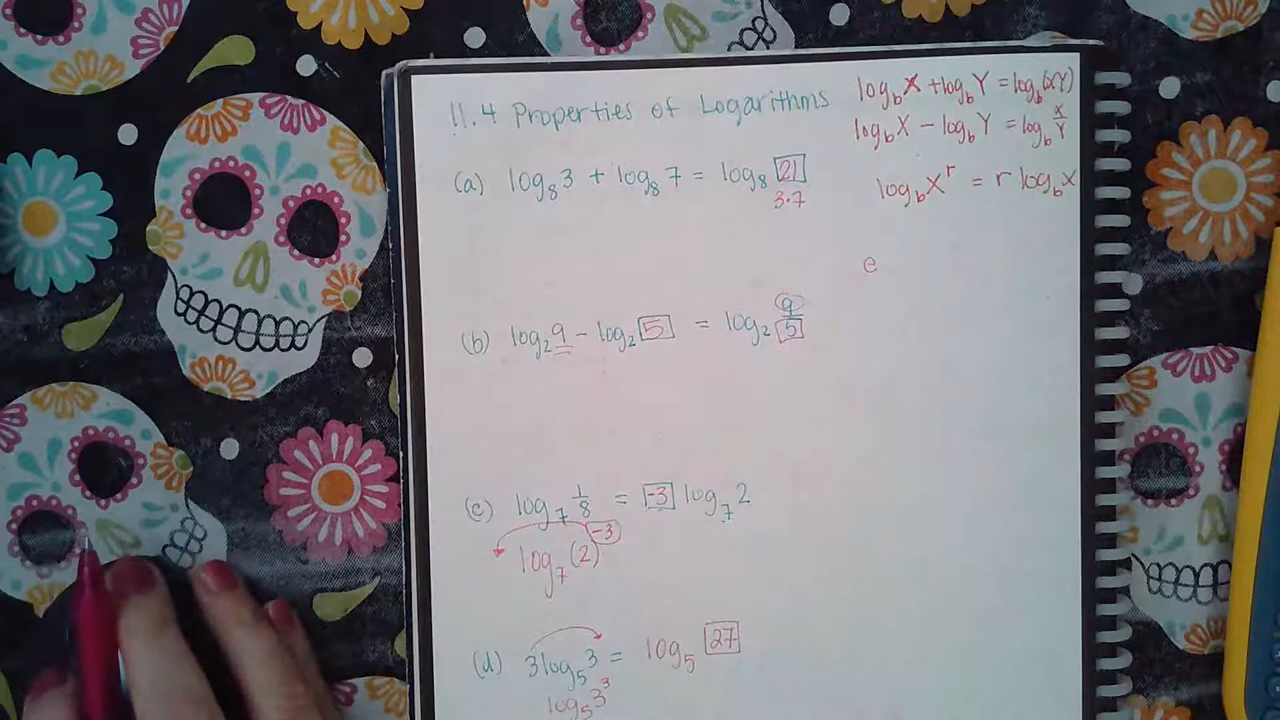 11.4 Properties of Logarithms
log_b X + log_b Y = log_b (XY)
log_b X - log_b Y = log_b X/Y
log_b X^r = r log_b X
(a) log_8 3 + log_8 7 = log_8 21
3·7
e
(b) log_2 9 - log_2 5 = log_2 9/5
(c) log_7 1/8 = -3 log_7 2
log_7 (2)^-3
(d) 3 log_5 3 = log_5 27
log_5 3^3